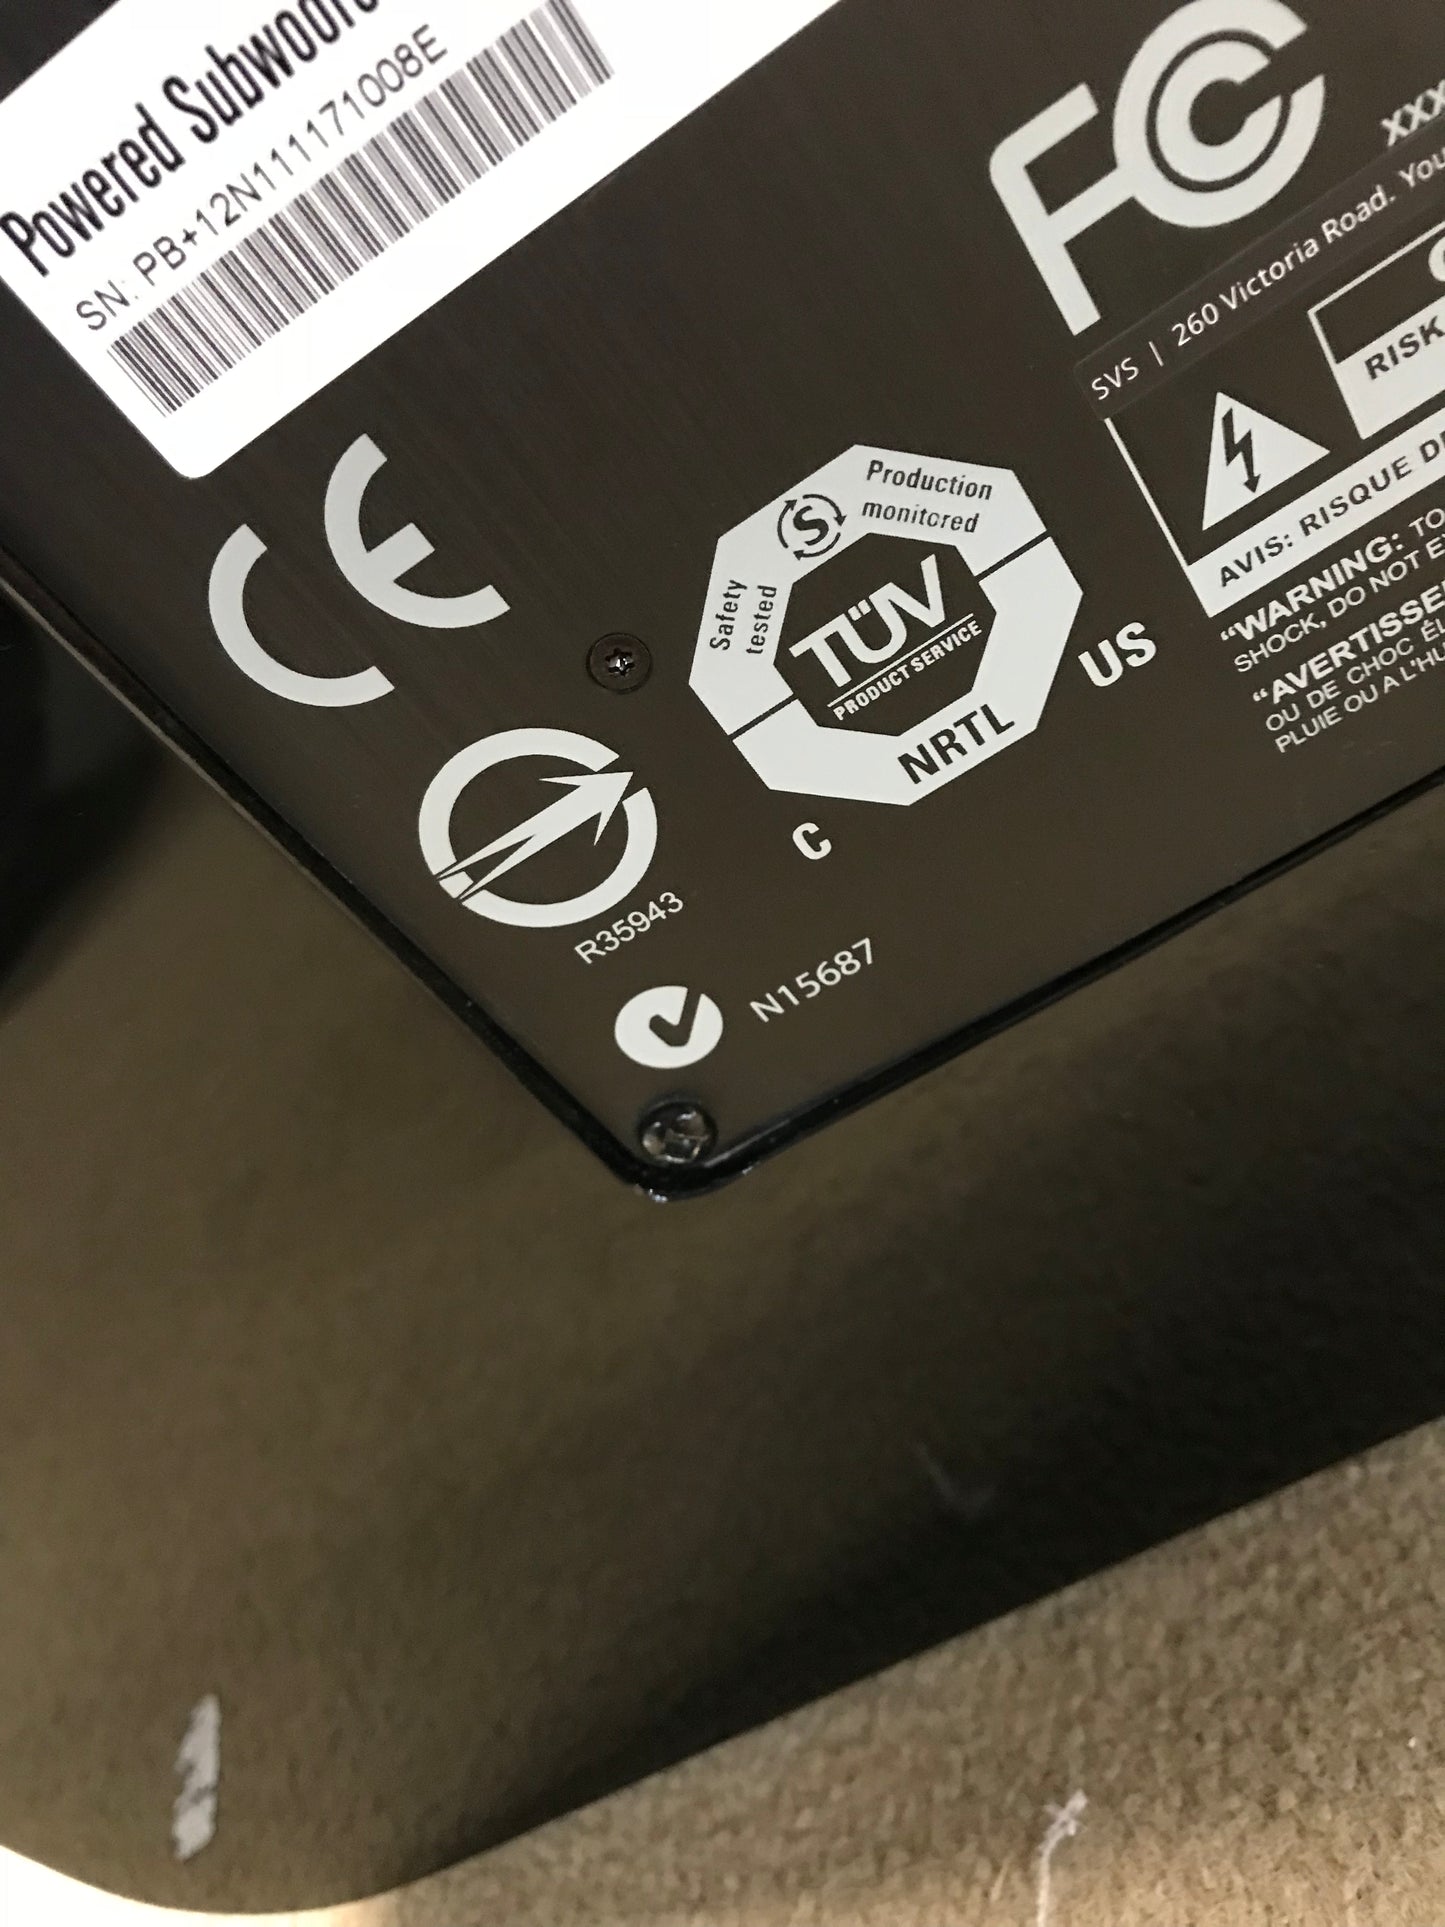 Powered Subwoofe
SN: PB+12N111171008E
CE
FC
XXX
SVS | 260 Victoria Road. You
RISK
AVIS: RISQUE D
"WARNING: TO
SHOCK, DO NOT E
"AVERTISSE
OU DE CHOC ÉL
PLUIE OU A L'HU
S
Production
monitored
Safety
tested
TÜV
PRODUCT SERVICE
NRTL
C
US
R35943
N15687